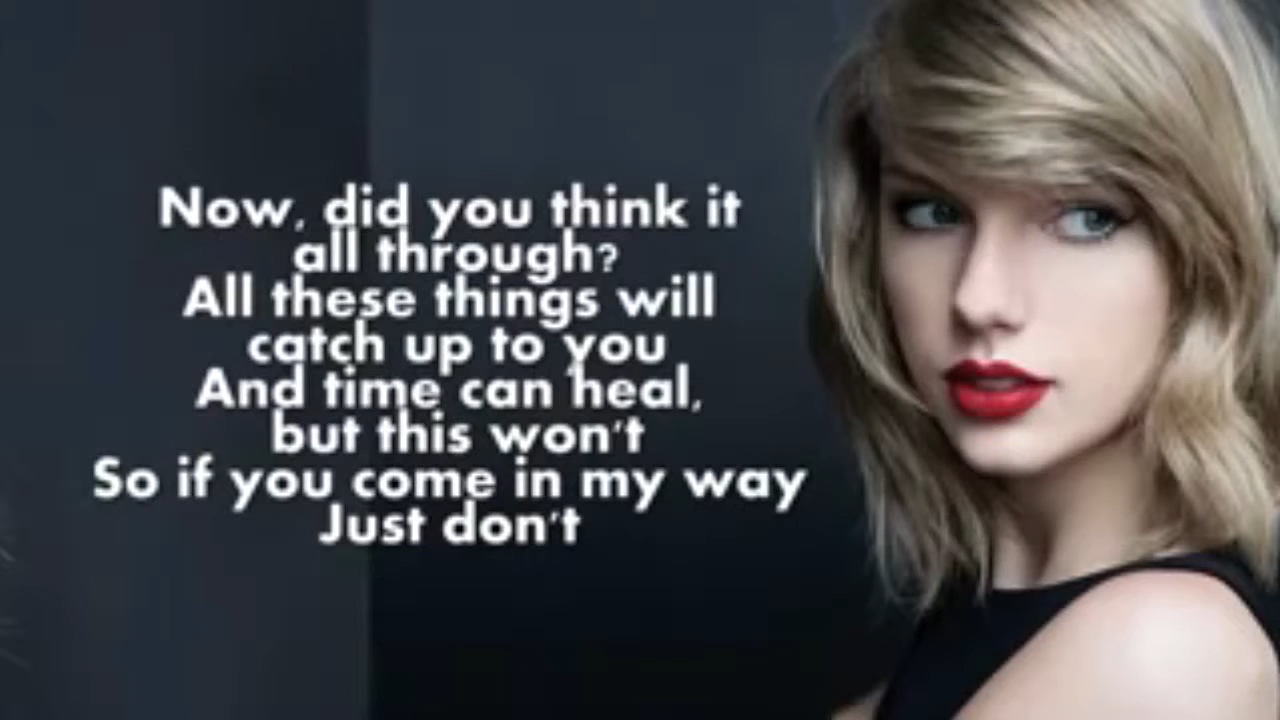 Now, did you think it
all through?
All these things will
catch up to you
And time can heal,
but this won't
So if you come in my way
Just don't